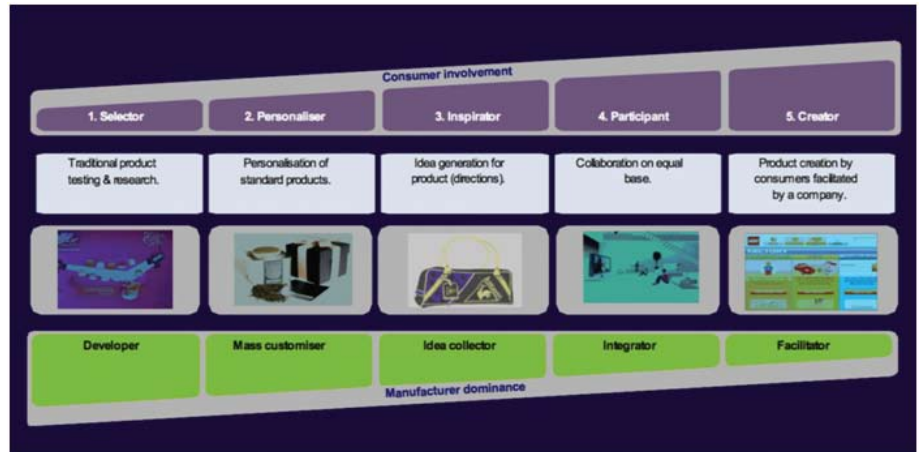 Consumer involvement
1. Selector
2. Personaliser
3. Inspirator
4. Participant
5. Creator
Traditional product
testing & research.
Personalisation of
standard products.
Idea generation for
product (directions).
Collaboration on equal
base.
Product creation by
consumers facilitated
by a company.
Developer
Mass customiser
Idea collector
Integrator
Facilitator
Manufacturer dominance